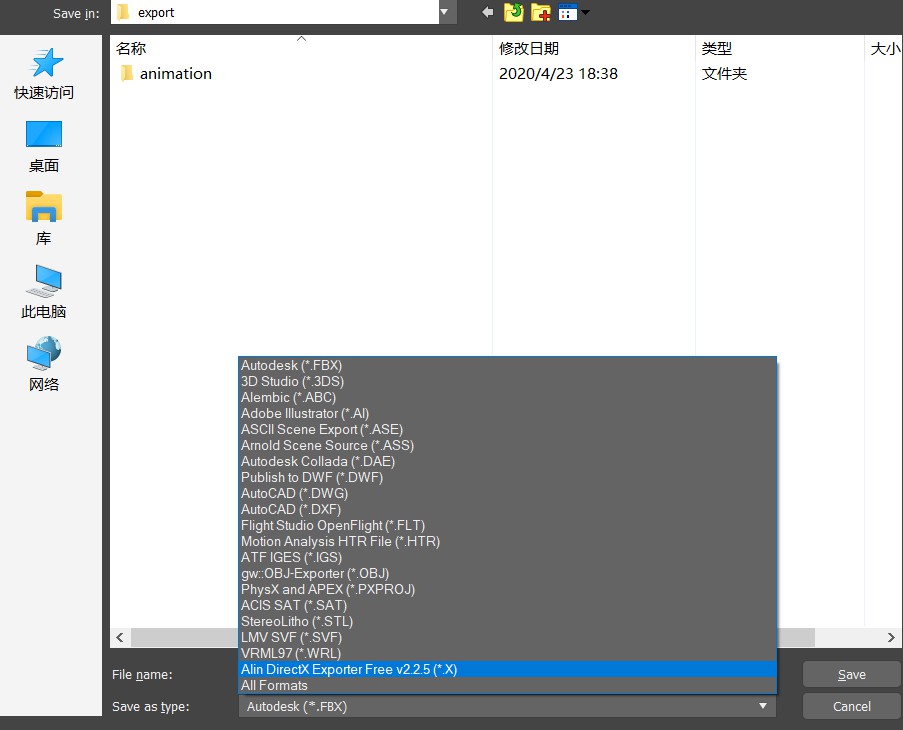 Save in: export
名称 修改日期 类型 大小
animation 2020/4/23 18:38 文件夹
快速访问
桌面
库
此电脑
网络
Autodesk (*.FBX)
3D Studio (*.3DS)
Alembic (*.ABC)
Adobe Illustrator (*.AI)
ASCII Scene Export (*.ASE)
Arnold Scene Source (*.ASS)
Autodesk Collada (*.DAE)
Publish to DWF (*.DWF)
AutoCAD (*.DWG)
AutoCAD (*.DXF)
Flight Studio OpenFlight (*.FLT)
Motion Analysis HTR File (*.HTR)
ATF IGES (*.IGS)
gw::OBJ-Exporter (*.OBJ)
PhysX and APEX (*.PXPROJ)
ACIS SAT (*.SAT)
StereoLitho (*.STL)
LMV SVF (*.SVF)
VRML97 (*.WRL)
Alin DirectX Exporter Free v2.2.5 (*.X)
All Formats
File name: Save
Save as type: Autodesk (*.FBX) Cancel